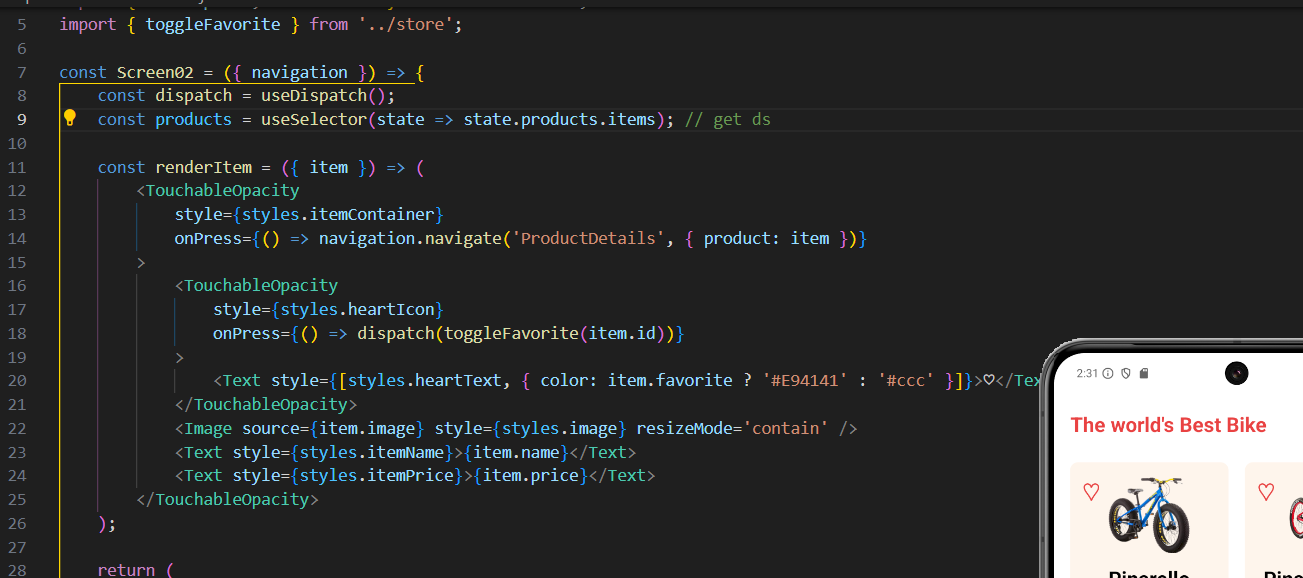 5 import { toggleFavorite } from '../store';
6
7 const Screen02 = ({ navigation }) => {
8 const dispatch = useDispatch();
9 const products = useSelector(state => state.products.items); // get ds
10
11 const renderItem = ({ item }) => (
12 <TouchableOpacity
13 style={styles.itemContainer}
14 onPress={() => navigation.navigate('ProductDetails', { product: item })}
15 >
16 <TouchableOpacity
17 style={styles.heartIcon}
18 onPress={() => dispatch(toggleFavorite(item.id))}
19 >
20 <Text style={[styles.heartText, { color: item.favorite ? '#E94141' : '#ccc' }]}>♡</Tex
21 </TouchableOpacity>
22 <Image source={item.image} style={styles.image} resizeMode='contain' />
23 <Text style={styles.itemName}>{item.name}</Text>
24 <Text style={styles.itemPrice}>{item.price}</Text>
25 </TouchableOpacity>
26 );
27
28 return (
2:31
The world's Best Bike